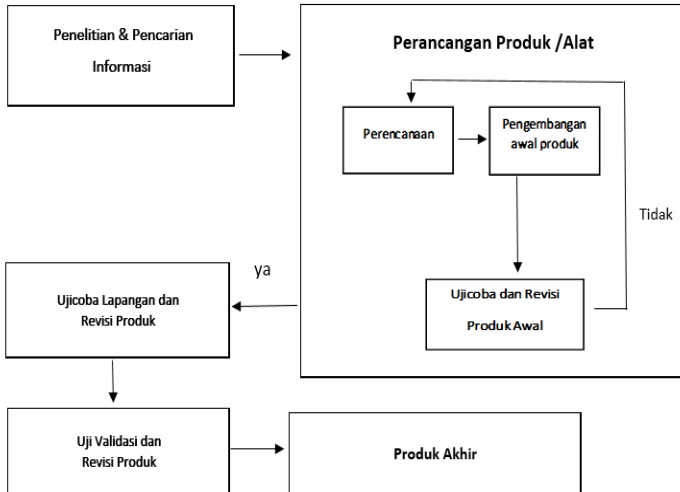 Penelitian & Pencarian
Informasi
Perancangan Produk /Alat
Perencanaan
Pengembangan
awal produk
Tidak
Ujicoba dan Revisi
Produk Awal
ya
Ujicoba Lapangan dan
Revisi Produk
Uji Validasi dan
Revisi Produk
Produk Akhir